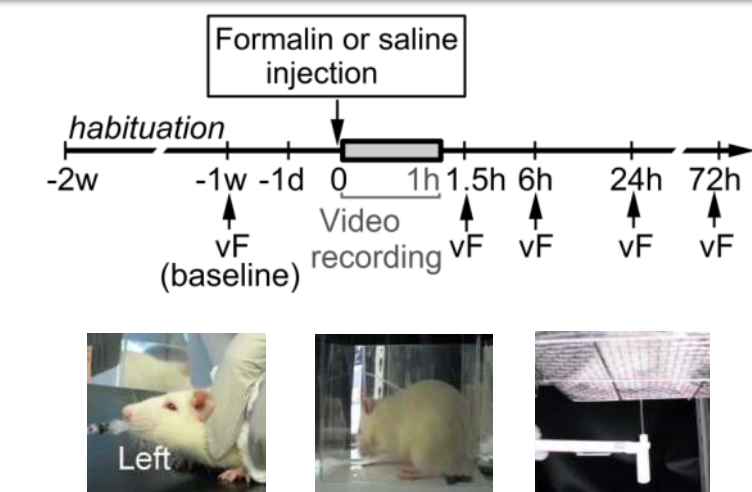 Formalin or saline
injection
habituation
-2w -1w -1d 0 1h 1.5h 6h 24h 72h
Video
recording
vF
(baseline)
vF vF vF vF
Left